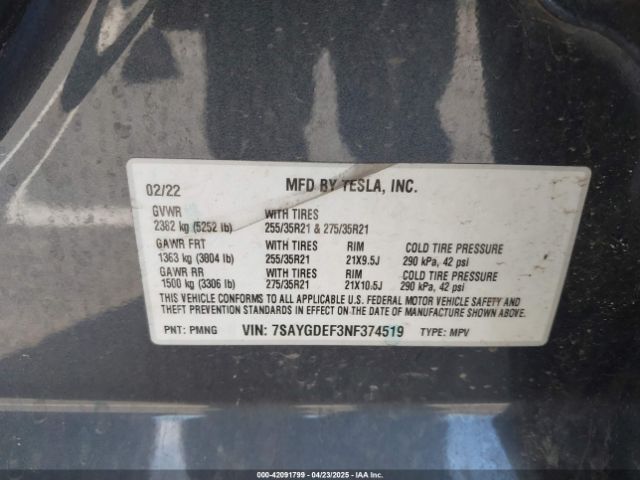 02/22 MFD BY TESLA, INC.
GVWR WITH TIRES
2382 kg (5252 lb) 255/35R21 & 275/35R21
GAWR FRT WITH TIRES RIM COLD TIRE PRESSURE
1363 kg (3004 lb) 255/35R21 21X9.5J 290 kPa, 42 psi
GAWR RR WITH TIRES RIM COLD TIRE PRESSURE
1500 kg (3306 lb) 275/35R21 21X10.5J 290 kPa, 42 psi
THIS VEHICLE CONFORMS TO ALL APPLICABLE U.S. FEDERAL MOTOR VEHICLE SAFETY AND
THEFT PREVENTION STANDARDS IN EFFECT ON THE DATE OF MANUFACTURE SHOWN ABOVE.
PNT: PMNG VIN: 7SAYGDEF3NF374519 TYPE: MPV
000-42091799 - 04/23/2025 - IAAI.COM